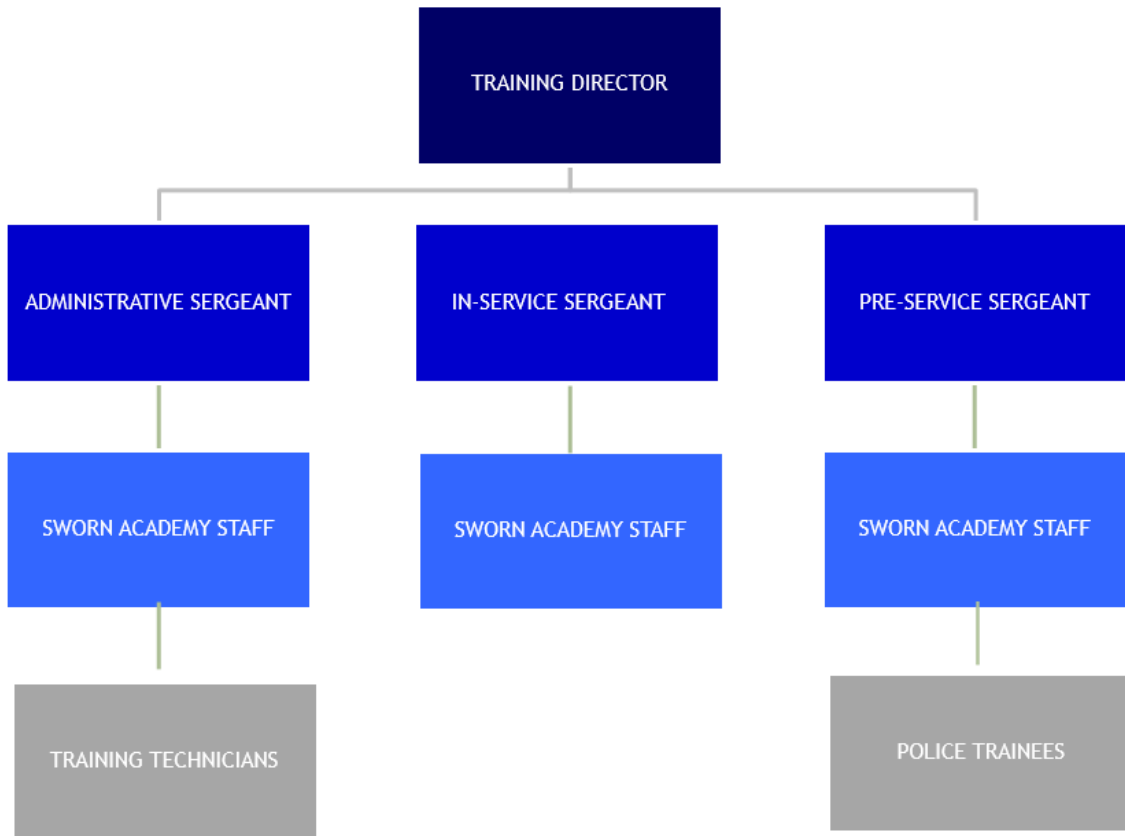 TRAINING DIRECTOR
ADMINISTRATIVE SERGEANT
IN-SERVICE SERGEANT
PRE-SERVICE SERGEANT
SWORN ACADEMY STAFF
SWORN ACADEMY STAFF
SWORN ACADEMY STAFF
TRAINING TECHNICIANS
POLICE TRAINEES